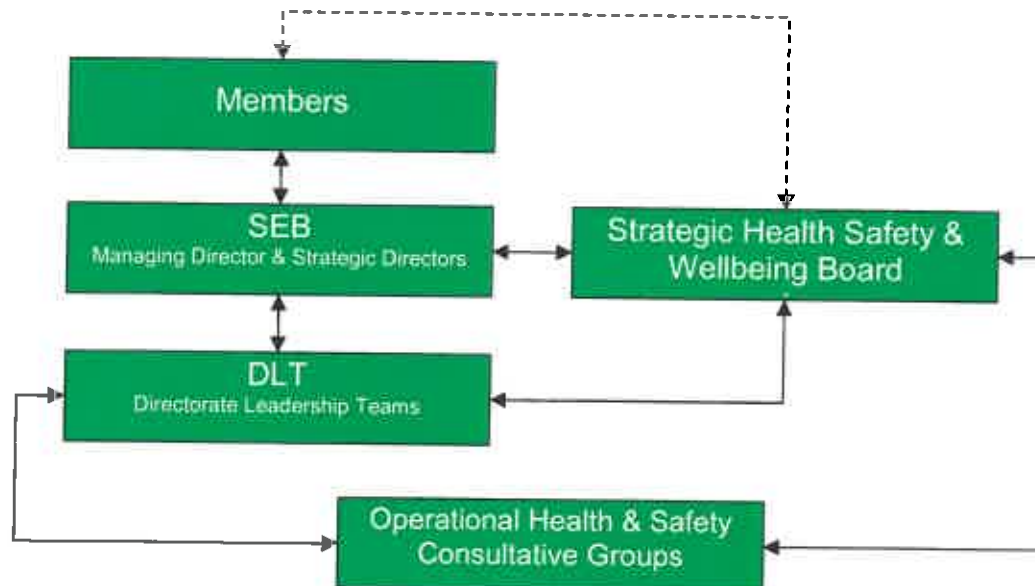 Members
SEB
Managing Director & Strategic Directors
Strategic Health Safety &
Wellbeing Board
DLT
Directorate Leadership Teams
Operational Health & Safety
Consultative Groups